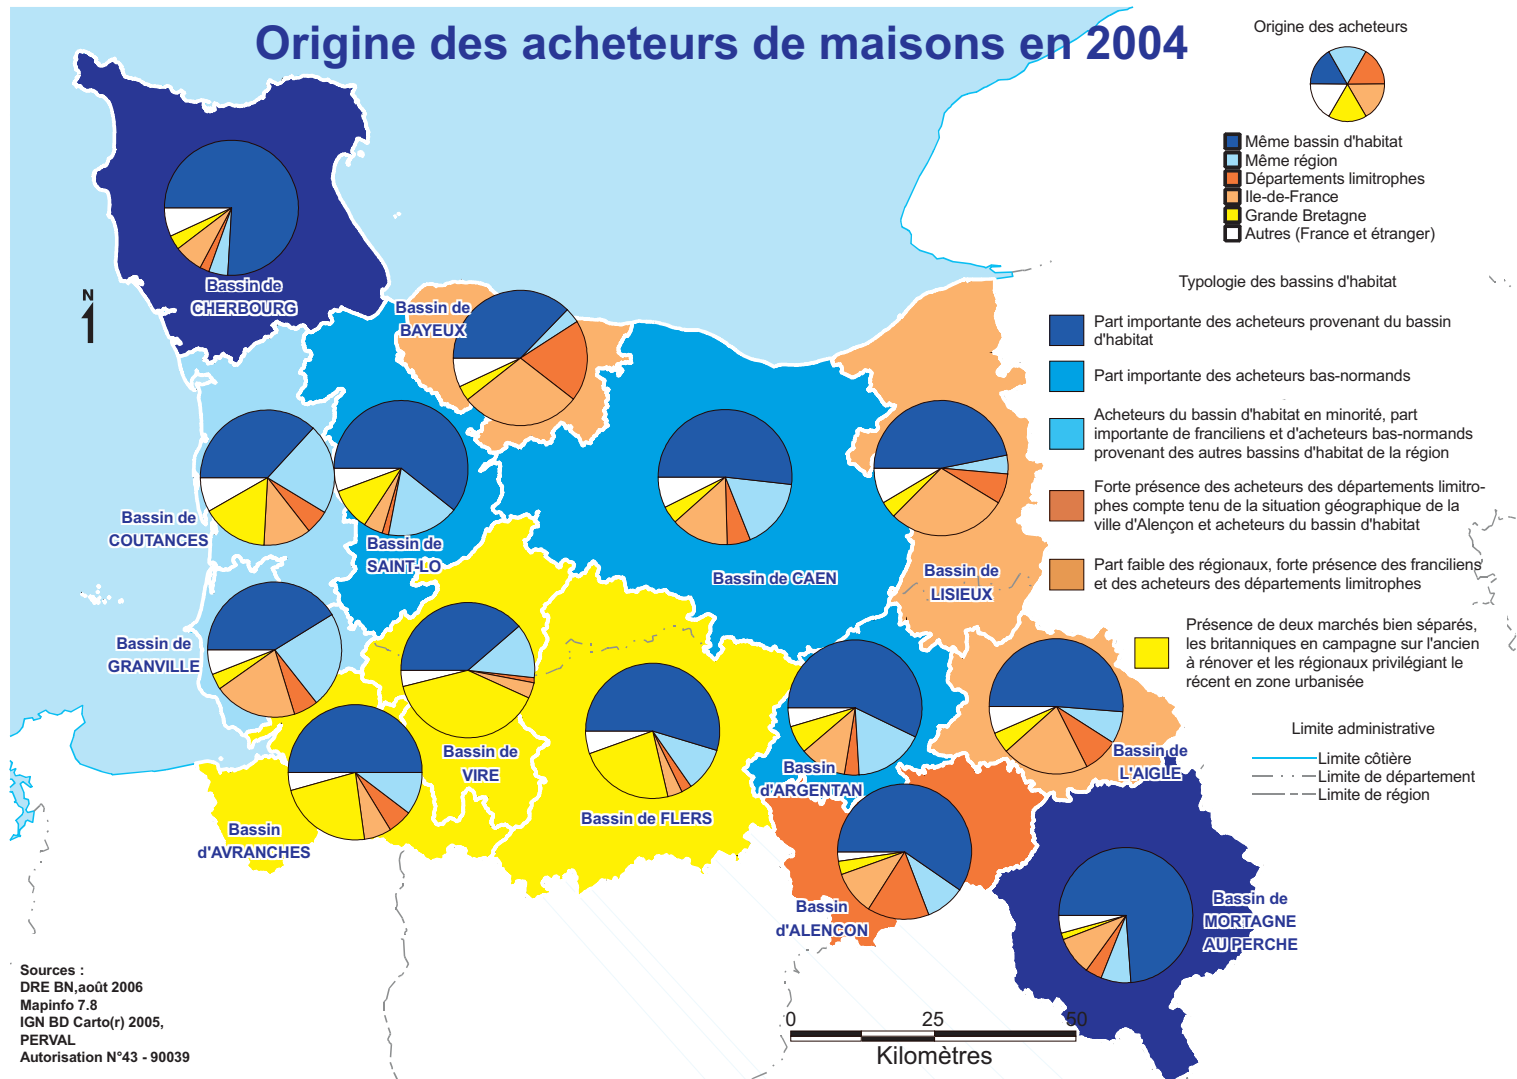 Origine des acheteurs de maisons en 2004
Origine des acheteurs
Même bassin d'habitat
Même région
Départements limitrophes
Ile-de-France
Grande Bretagne
Autres (France et étranger)
Typologie des bassins d'habitat
Part importante des acheteurs provenant du bassin
d'habitat
Part importante des acheteurs bas-normands
Acheteurs du bassin d'habitat en minorité, part
importante de franciliens et d'acheteurs bas-normands
provenant des autres bassins d'habitat de la région
Forte présence des acheteurs des départements limitro-
phes compte tenu de la situation géographique de la
ville d'Alençon et acheteurs du bassin d'habitat
Part faible des régionaux, forte présence des franciliens
et des acheteurs des départements limitrophes
Présence de deux marchés bien séparés,
les britanniques en campagne sur l'ancien
à rénover et les régionaux privilégiant le
récent en zone urbanisée
Limite administrative
Limite côtière
Limite de département
Limite de région
N
Bassin de
CHERBOURG
Bassin de
BAYEUX
Bassin de
COUTANCES
Bassin de
SAINT-LO
Bassin de CAEN
Bassin de
LISIEUX
Bassin de
GRANVILLE
Bassin de
VIRE
Bassin de FLERS
Bassin
d'ARGENTAN
Bassin de
L'AIGLE
Bassin
d'AVRANCHES
Bassin
d'ALENCON
Bassin de
MORTAGNE
AU PERCHE
Sources :
DRE BN,août 2006
Mapinfo 7.8
IGN BD Carto(r) 2005,
PERVAL
Autorisation N°43 - 90039
0 25 50
Kilomètres